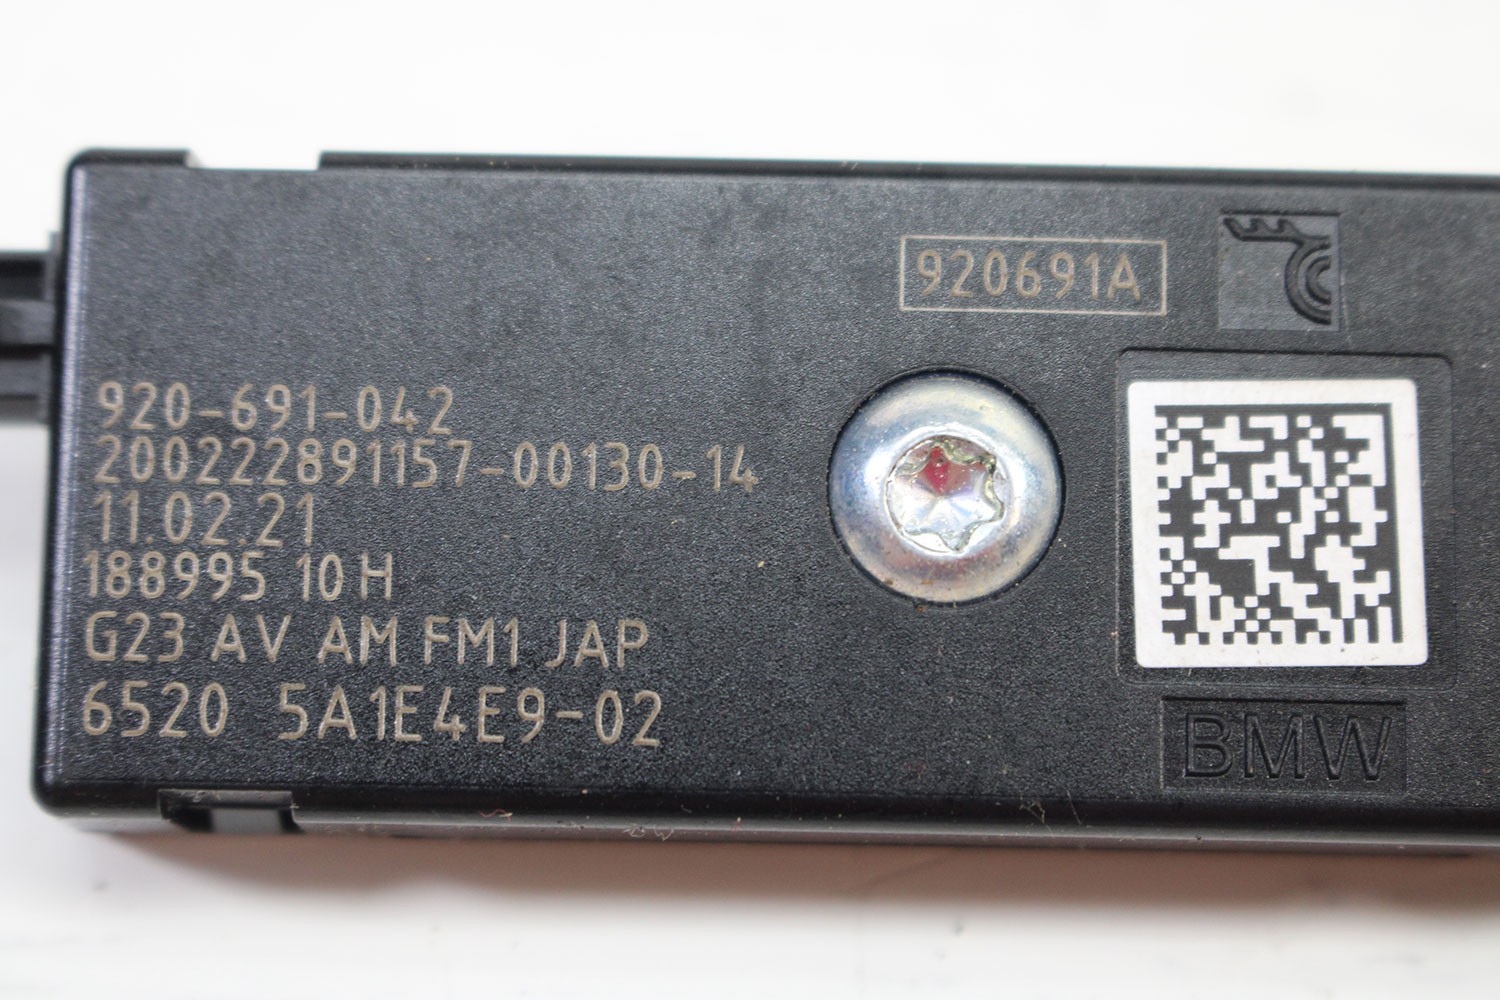 920691A
920-691-042
200222891157-00130-14
11.02.21
188995 10 H
G23 AV AM FM1 JAP
6520 5A1E4E9-02
BMW